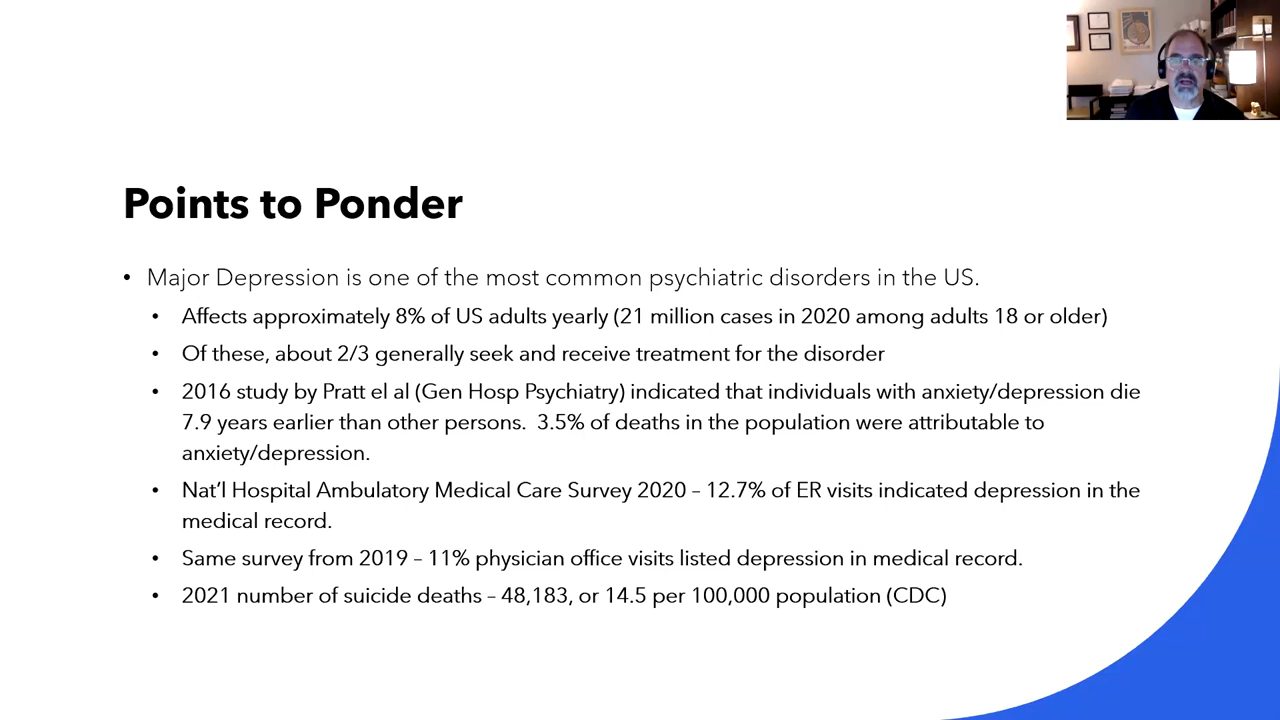 Points to Ponder
• Major Depression is one of the most common psychiatric disorders in the US.
• Affects approximately 8% of US adults yearly (21 million cases in 2020 among adults 18 or older)
• Of these, about 2/3 generally seek and receive treatment for the disorder
• 2016 study by Pratt el al (Gen Hosp Psychiatry) indicated that individuals with anxiety/depression die
7.9 years earlier than other persons.  3.5% of deaths in the population were attributable to
anxiety/depression.
• Nat’l Hospital Ambulatory Medical Care Survey 2020 – 12.7% of ER visits indicated depression in the
medical record.
• Same survey from 2019 – 11% physician office visits listed depression in medical record.
• 2021 number of suicide deaths – 48,183, or 14.5 per 100,000 population (CDC)